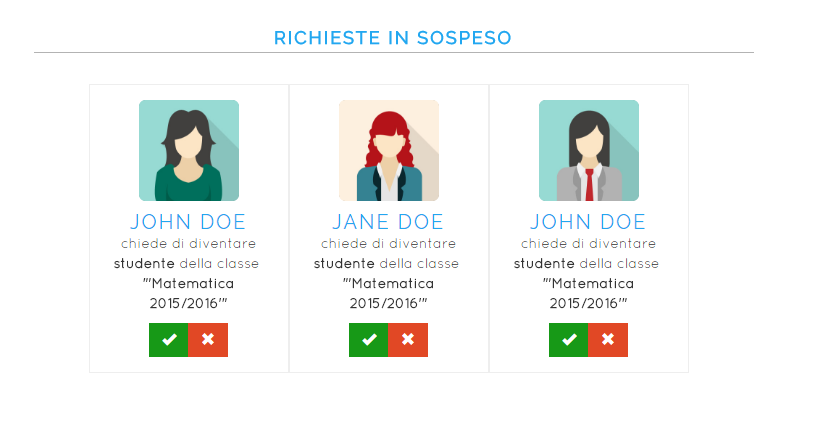 RICHIESTE IN SOSPESO
JOHN DOE
chiede di diventare
studente della classe
"'Matematica
2015/2016'"
JANE DOE
chiede di diventare
studente della classe
"'Matematica
2015/2016'"
JOHN DOE
chiede di diventare
studente della classe
"'Matematica
2015/2016'"